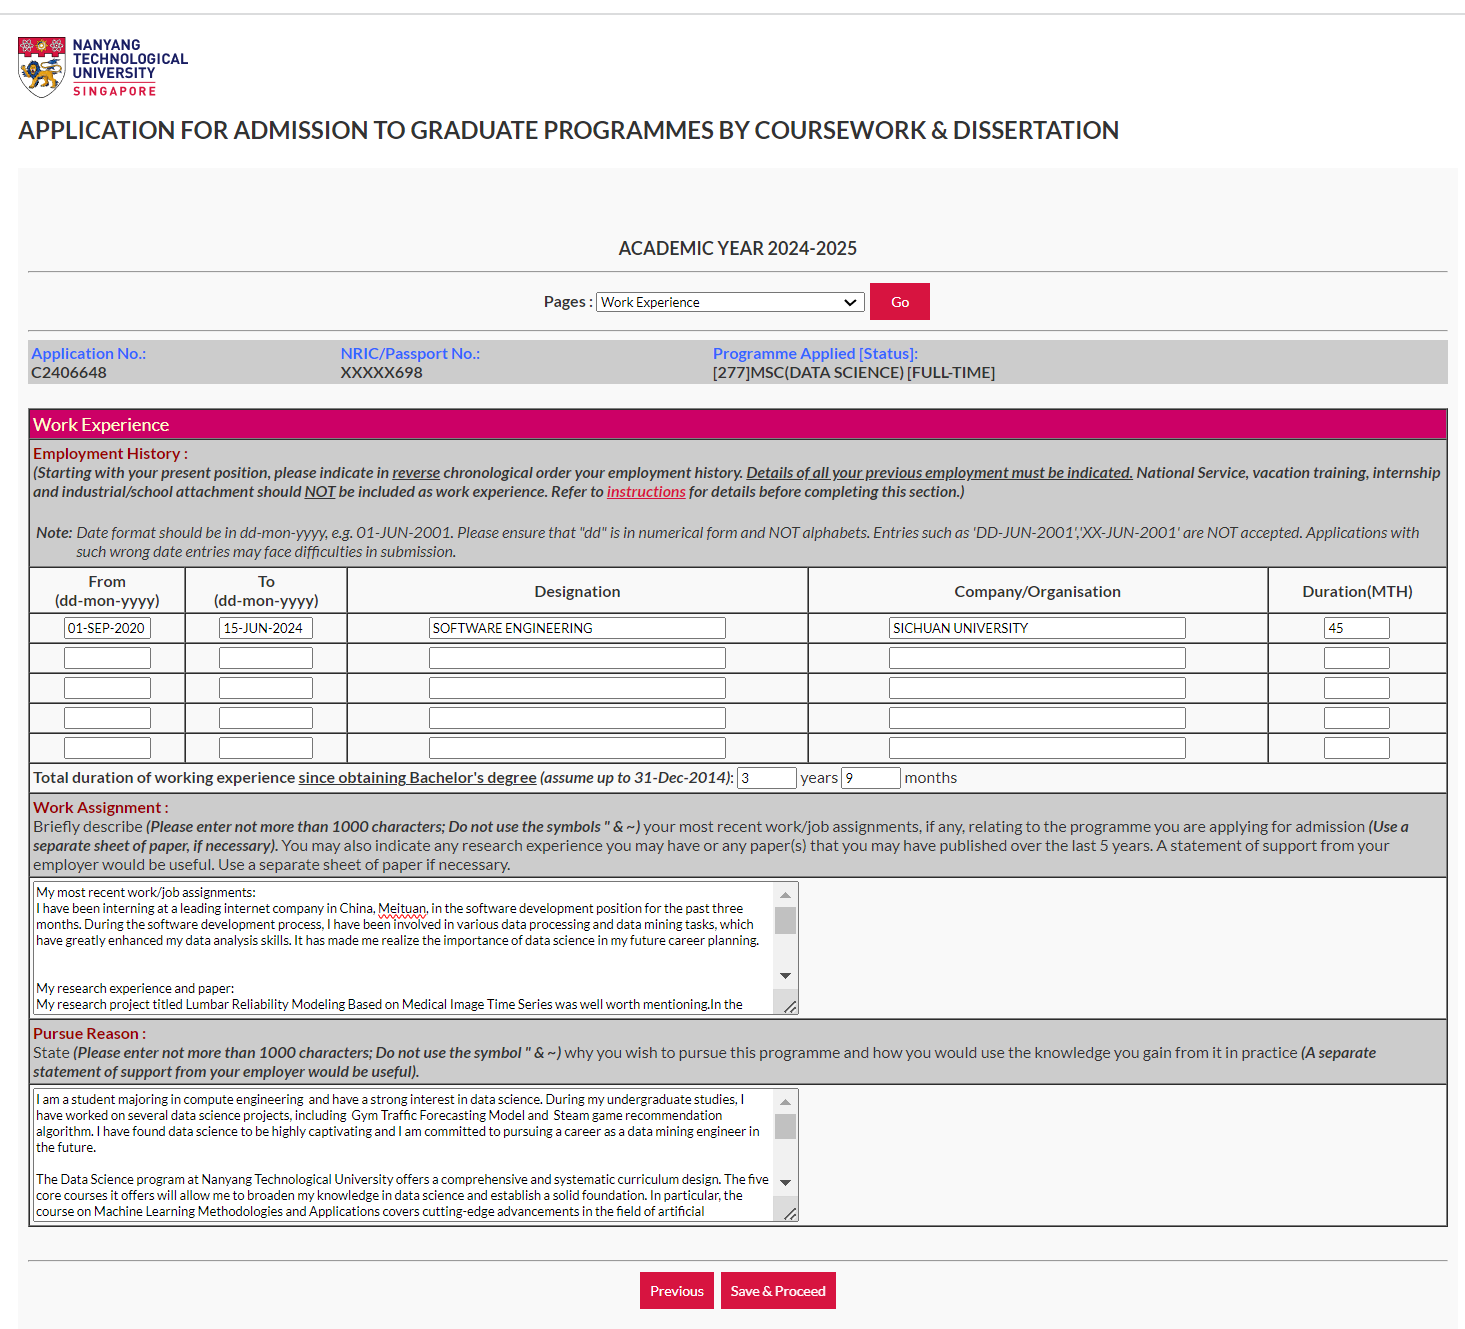 NANYANG
TECHNOLOGICAL
UNIVERSITY
SINGAPORE
APPLICATION FOR ADMISSION TO GRADUATE PROGRAMMES BY COURSEWORK & DISSERTATION
ACADEMIC YEAR 2024-2025
Pages : Work Experience Go
Application No.: NRIC/Passport No.: Programme Applied [Status]:
C2406648 XXXXX698 [277]MSC(DATA SCIENCE) [FULL-TIME]
Work Experience
Employment History :
(Starting with your present position, please indicate in reverse chronological order your employment history. Details of all your previous employment must be indicated. National Service, vacation training, internship
and industrial/school attachment should NOT be included as work experience. Refer to instructions for details before completing this section.)
Note: Date format should be in dd-mon-yyyy, e.g. 01-JUN-2001. Please ensure that "dd" is in numerical form and NOT alphabets. Entries such as 'DD-JUN-2001','XX-JUN-2001' are NOT accepted. Applications with
such wrong date entries may face difficulties in submission.
From To Designation Company/Organisation Duration(MTH)
(dd-mon-yyyy) (dd-mon-yyyy)
01-SEP-2020 15-JUN-2024 SOFTWARE ENGINEERING SICHUAN UNIVERSITY 45
Total duration of working experience since obtaining Bachelor's degree (assume up to 31-Dec-2014): 3 years 9 months
Work Assignment :
Briefly describe (Please enter not more than 1000 characters; Do not use the symbols " & ~) your most recent work/job assignments, if any, relating to the programme you are applying for admission (Use a
separate sheet of paper, if necessary). You may also indicate any research experience you may have or any paper(s) that you may have published over the last 5 years. A statement of support from your
employer would be useful. Use a separate sheet of paper if necessary.
My most recent work/job assignments:
I have been interning at a leading internet company in China, Meituan, in the software development position for the past three
months. During the software development process, I have been involved in various data processing and data mining tasks, which
have greatly enhanced my data analysis skills. It has made me realize the importance of data science in my future career planning.
My research experience and paper:
My research project titled Lumbar Reliability Modeling Based on Medical Image Time Series was well worth mentioning.In the
Pursue Reason :
State (Please enter not more than 1000 characters; Do not use the symbol " & ~) why you wish to pursue this programme and how you would use the knowledge you gain from it in practice (A separate
statement of support from your employer would be useful).
I am a student majoring in compute engineering and have a strong interest in data science. During my undergraduate studies, I
have worked on several data science projects, including Gym Traffic Forecasting Model and Steam game recommendation
algorithm. I have found data science to be highly captivating and I am committed to pursuing a career as a data mining engineer in
the future.
The Data Science program at Nanyang Technological University offers a comprehensive and systematic curriculum design. The five
core courses it offers will allow me to broaden my knowledge in data science and establish a solid foundation. In particular, the
course on Machine Learning Methodologies and Applications covers cutting-edge advancements in the field of artificial
Previous Save & Proceed